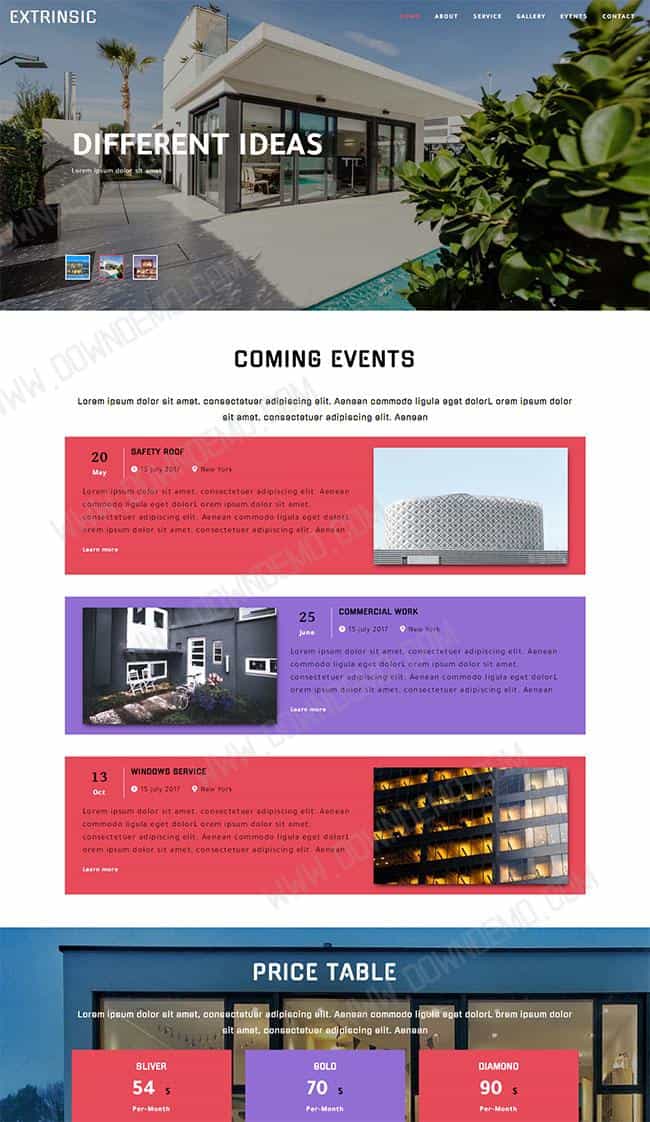 EXTRINSIC
HOME ABOUT SERVICE GALLERY EVENTS CONTACT
DIFFERENT IDEAS
Lorem ipsum dolor sit amet
COMING EVENTS
Lorem ipsum dolor sit amet, consectetuer adipiscing elit. Aenean commodo ligula eget dolorL orem ipsum dolor
sit amet, consectetuer adipiscing elit. Aenean
20
May
SAFETY ROOF
15 july 2017 New York
Lorem ipsum dolor sit amet, consectetuer adipiscing elit. Aenean
commodo ligula eget dolorL orem ipsum dolor sit amet,
consectetuer adipiscing elit. Aenean commodo ligula eget dolorL
orem ipsum dolor sit amet, consectetuer adipiscing elit. Aenean
Learn more
25
June
COMMERCIAL WORK
15 july 2017 New York
Lorem ipsum dolor sit amet, consectetuer adipiscing elit. Aenean
commodo ligula eget dolorL orem ipsum dolor sit amet,
consectetuer adipiscing elit. Aenean commodo ligula eget dolorL
orem ipsum dolor sit amet, consectetuer adipiscing elit. Aenean
Learn more
13
Oct
WINDOWS SERVICE
15 july 2017 New York
Lorem ipsum dolor sit amet, consectetuer adipiscing elit. Aenean
commodo ligula eget dolorL orem ipsum dolor sit amet,
consectetuer adipiscing elit. Aenean commodo ligula eget dolorL
orem ipsum dolor sit amet, consectetuer adipiscing elit. Aenean
Learn more
PRICE TABLE
Lorem ipsum dolor sit amet, consectetuer adipiscing elit. Aenean commodo ligula eget dolorL orem ipsum dolor
sit amet, consectetuer adipiscing elit. Aenean
SLIVER
54 $
Per-Month
GOLD
70 $
Per-Month
DIAMOND
90 $
Per-Month
WWW.DOWNDEMO.COM